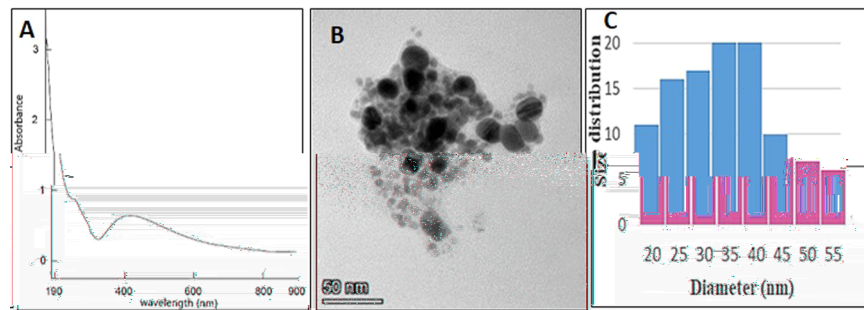 A
3
2
1
0
Absorbance
190 400 600 800 900
wavelength (nm)
B
50 nm
C
20
15
10
5
0
Size distribution
20 25 30 35 40 45 50 55
Diameter (nm)